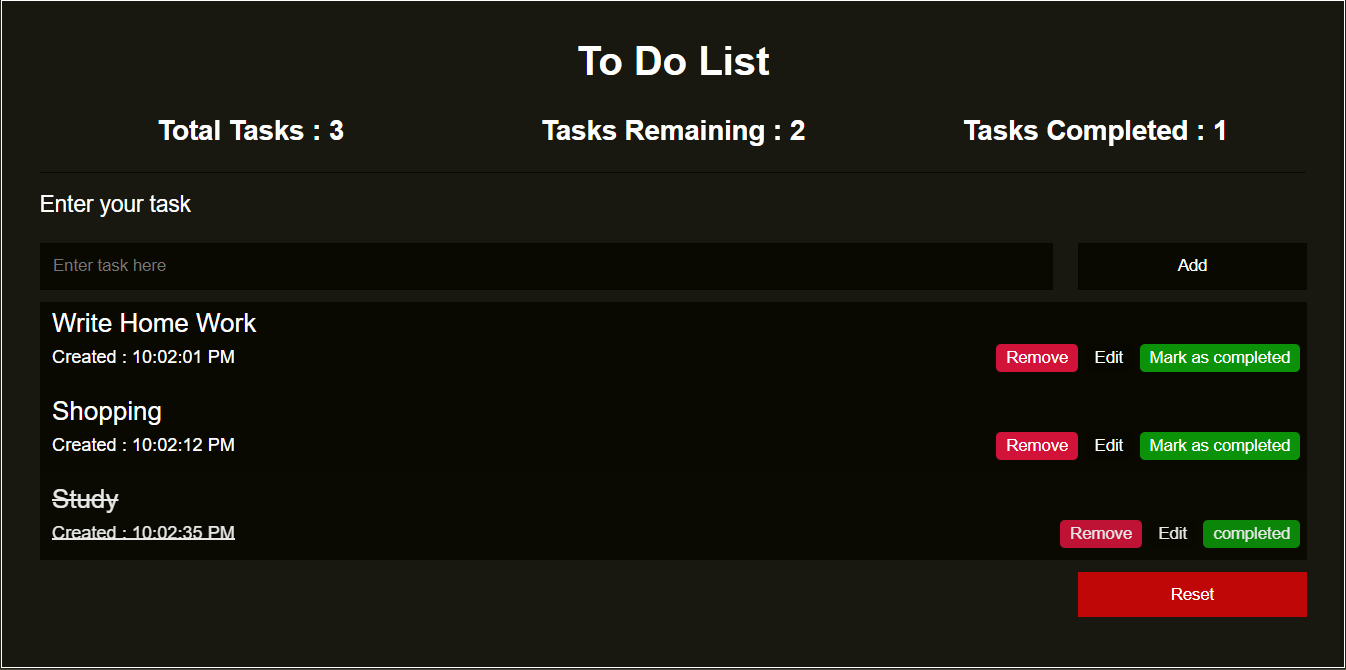 To Do List
Total Tasks : 3 Tasks Remaining : 2 Tasks Completed : 1
Enter your task
Enter task here Add
Write Home Work
Created : 10:02:01 PM Remove Edit Mark as completed
Shopping
Created : 10:02:12 PM Remove Edit Mark as completed
Study
Created : 10:02:35 PM Remove Edit completed
Reset